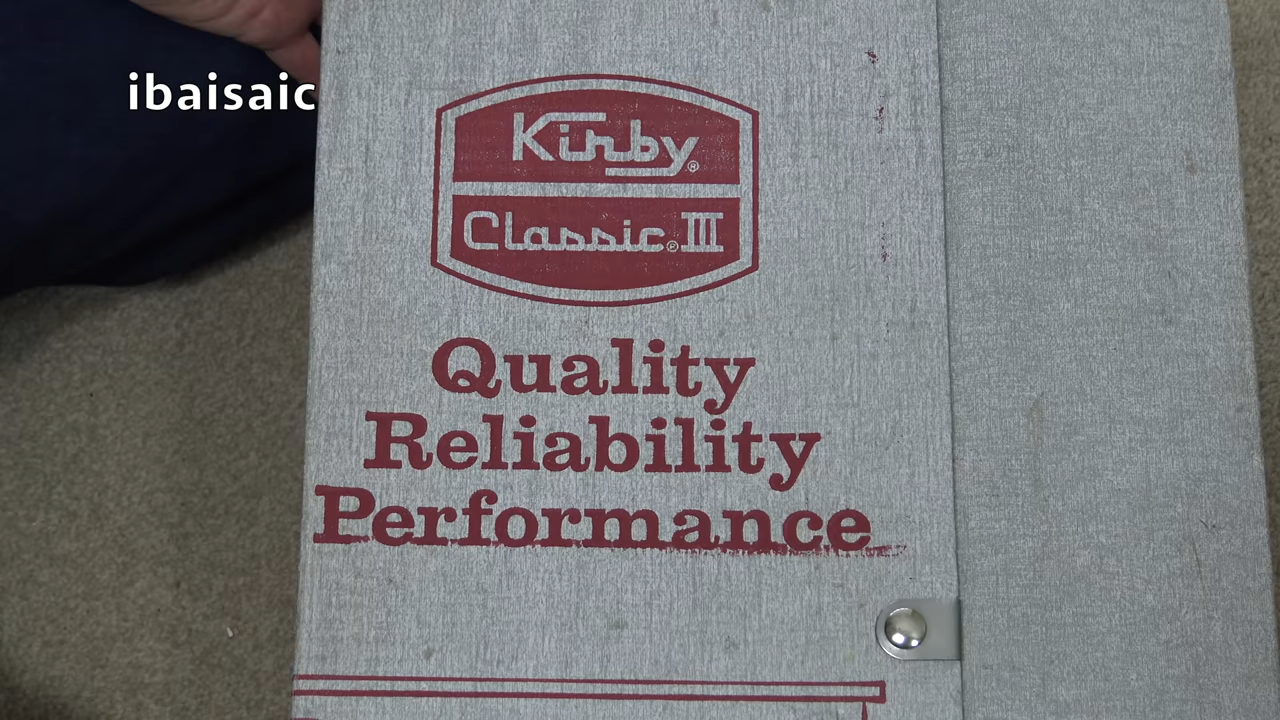 ibaisaic
Kirby®
Classic® III
Quality
Reliability
Performance